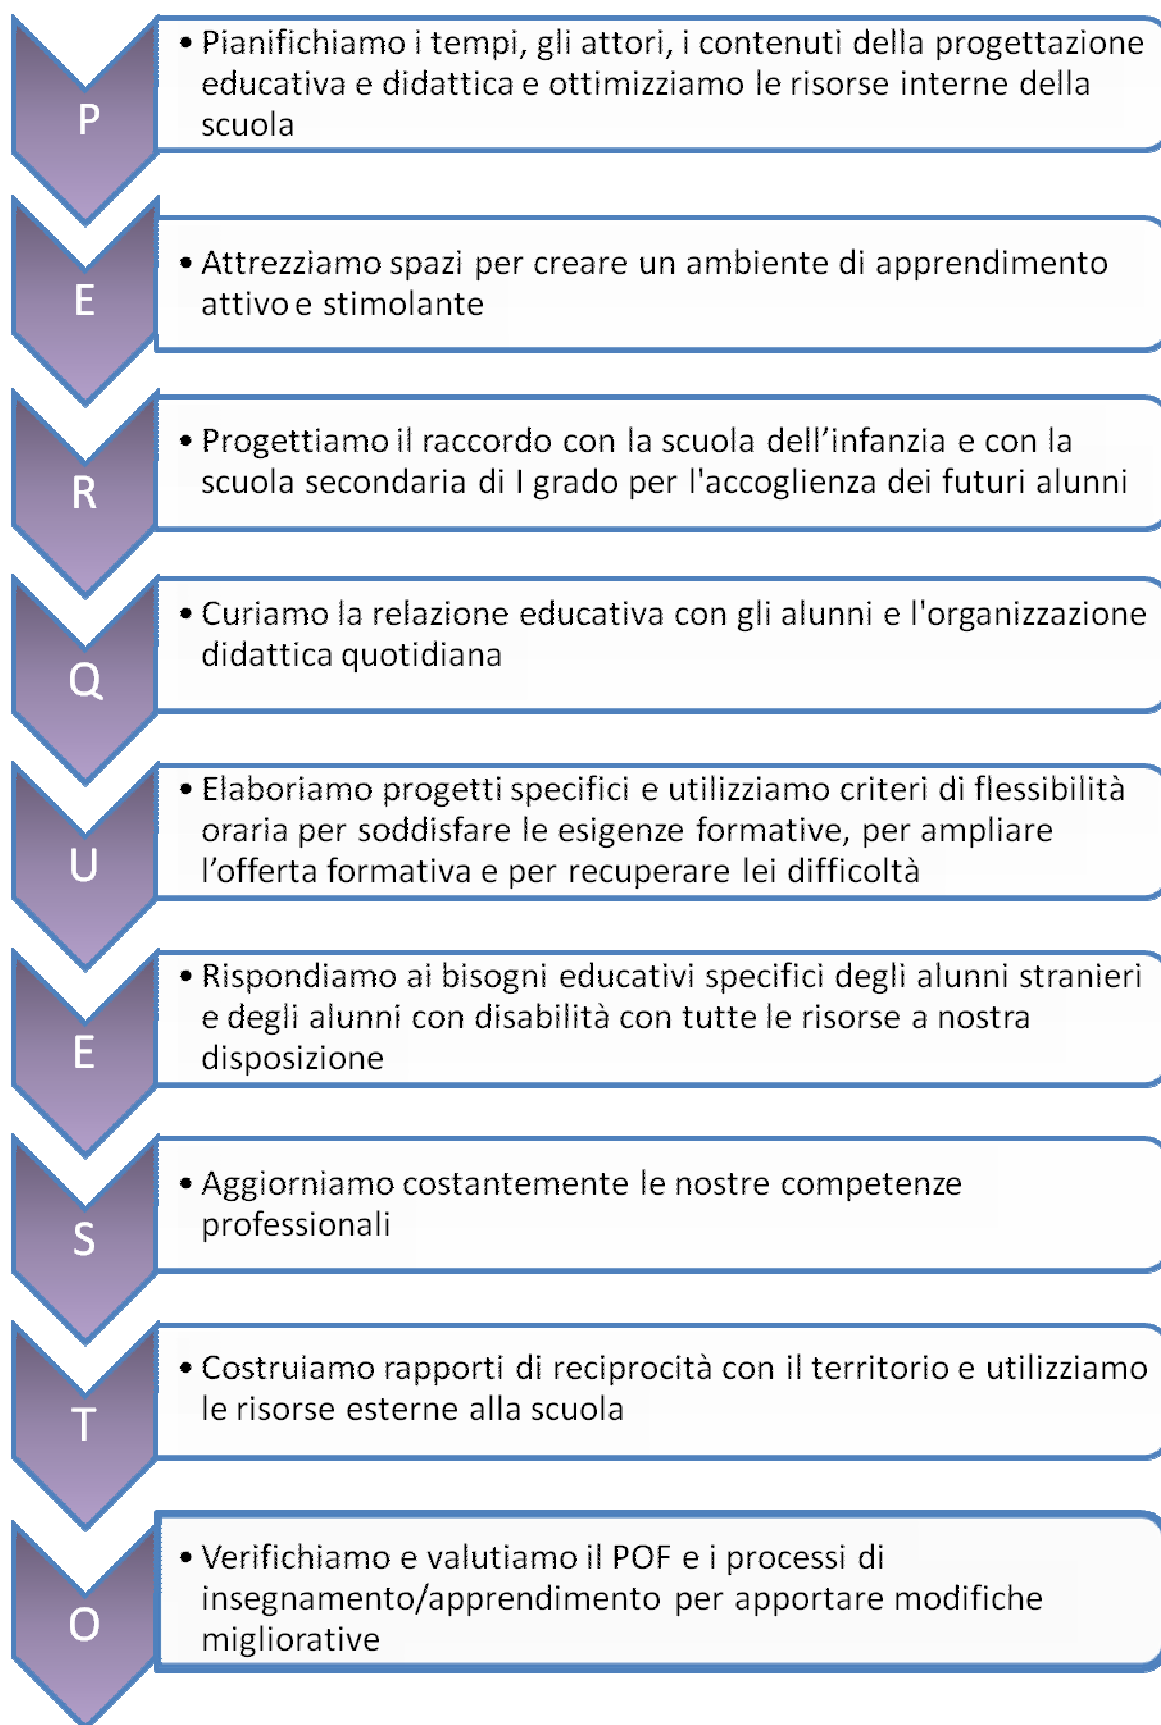 P
• Pianifichiamo i tempi, gli attori, i contenuti della progettazione
educativa e didattica e ottimizziamo le risorse interne della
scuola
E
• Attrezziamo spazi per creare un ambiente di apprendimento
attivo e stimolante
R
• Progettiamo il raccordo con la scuola dell’infanzia e con la
scuola secondaria di I grado per l'accoglienza dei futuri alunni
Q
• Curiamo la relazione educativa con gli alunni e l'organizzazione
didattica quotidiana
U
• Elaboriamo progetti specifici e utilizziamo criteri di flessibilità
oraria per soddisfare le esigenze formative, per ampliare
l’offerta formativa e per recuperare lei difficoltà
E
• Rispondiamo ai bisogni educativi specifici degli alunni stranieri
e degli alunni con disabilità con tutte le risorse a nostra
disposizione
S
• Aggiorniamo costantemente le nostre competenze
professionali
T
• Costruiamo rapporti di reciprocità con il territorio e utilizziamo
le risorse esterne alla scuola
O
• Verifichiamo e valutiamo il POF e i processi di
insegnamento/apprendimento per apportare modifiche
migliorative